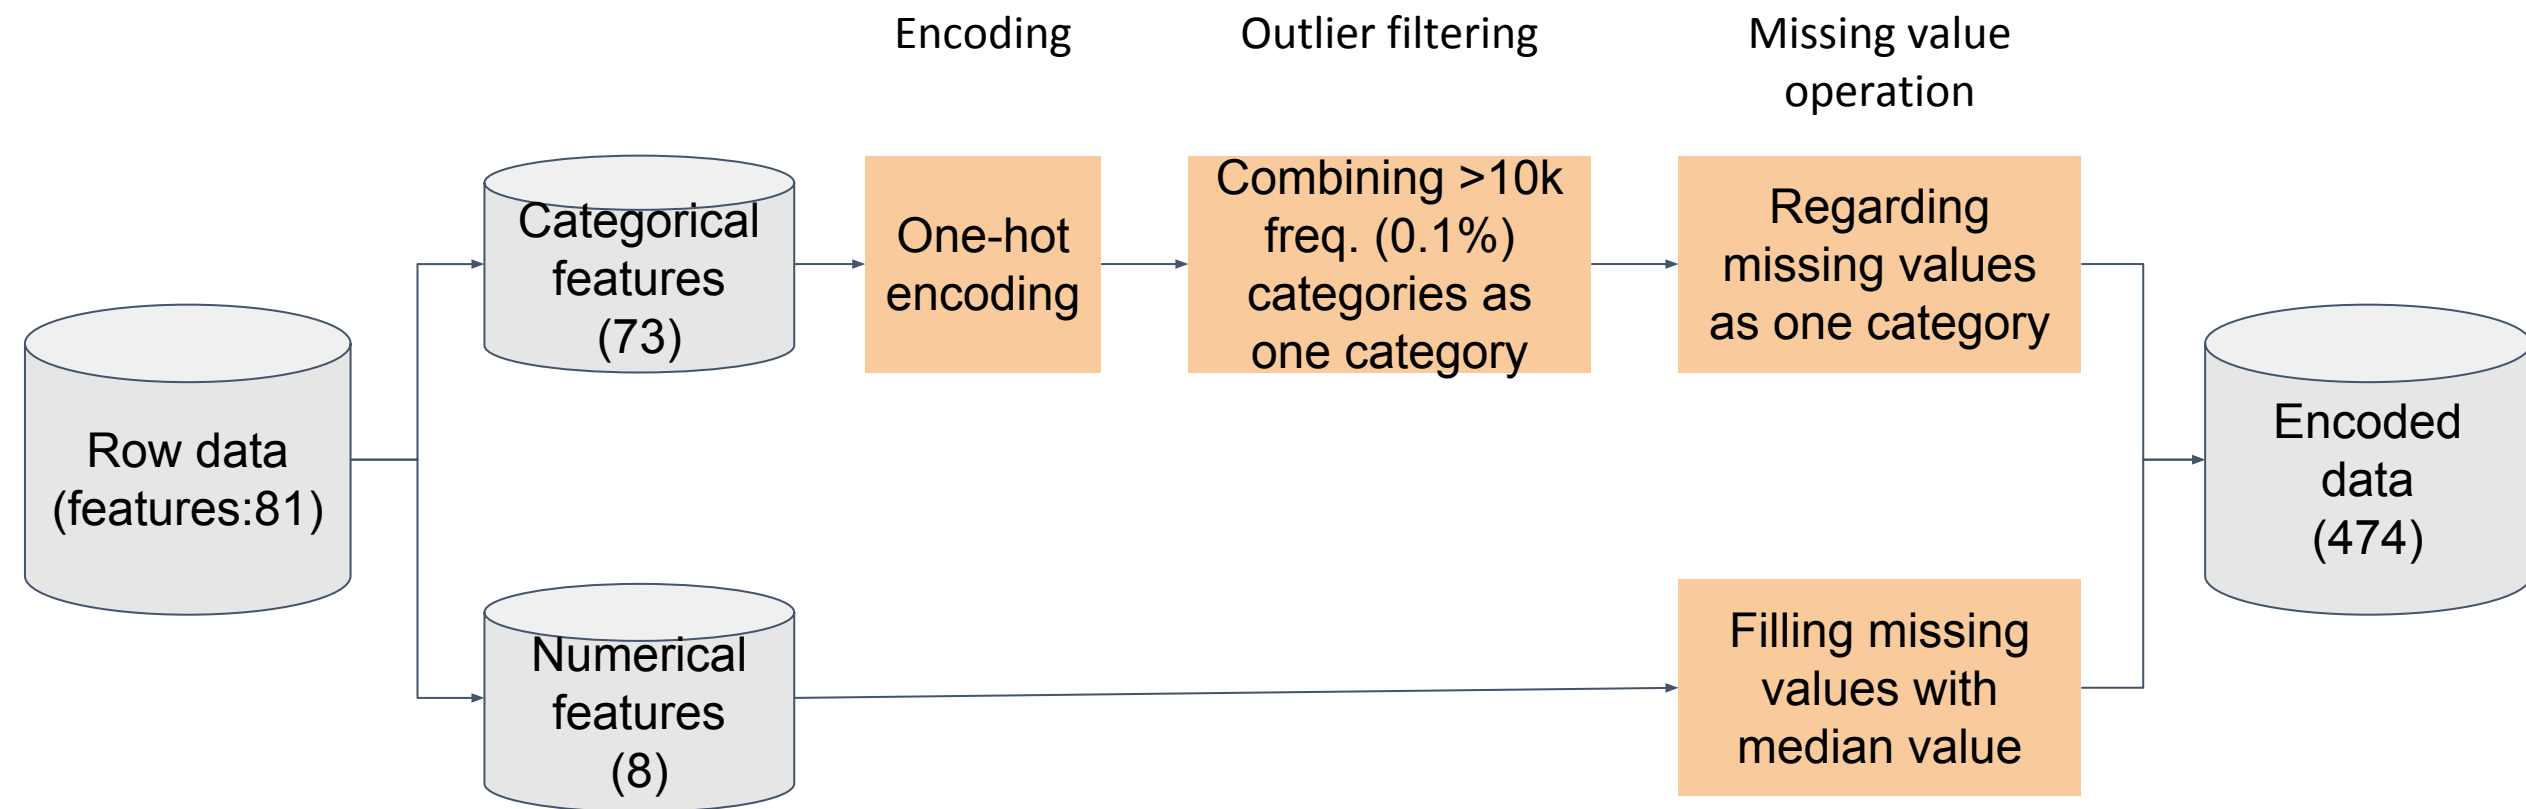 Encoding
Outlier filtering
Missing value
operation
Row data
(features:81)
Categorical
features
(73)
One-hot
encoding
Combining >10k
freq. (0.1%)
categories as
one category
Regarding
missing values
as one category
Numerical
features
(8)
Filling missing
values with
median value
Encoded
data
(474)